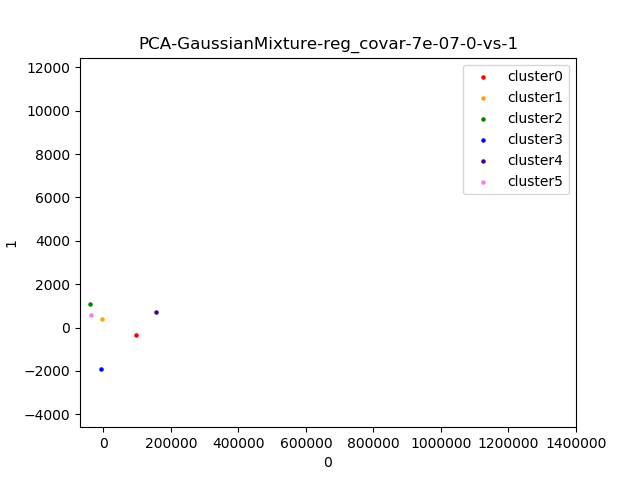 PCA-GaussianMixture-reg_covar-7e-07-0-vs-1
12000
10000
8000
6000
4000
2000
0
−2000
−4000
1
cluster0
cluster1
cluster2
cluster3
cluster4
cluster5
0 200000 400000 600000 800000 1000000 1200000 1400000
0